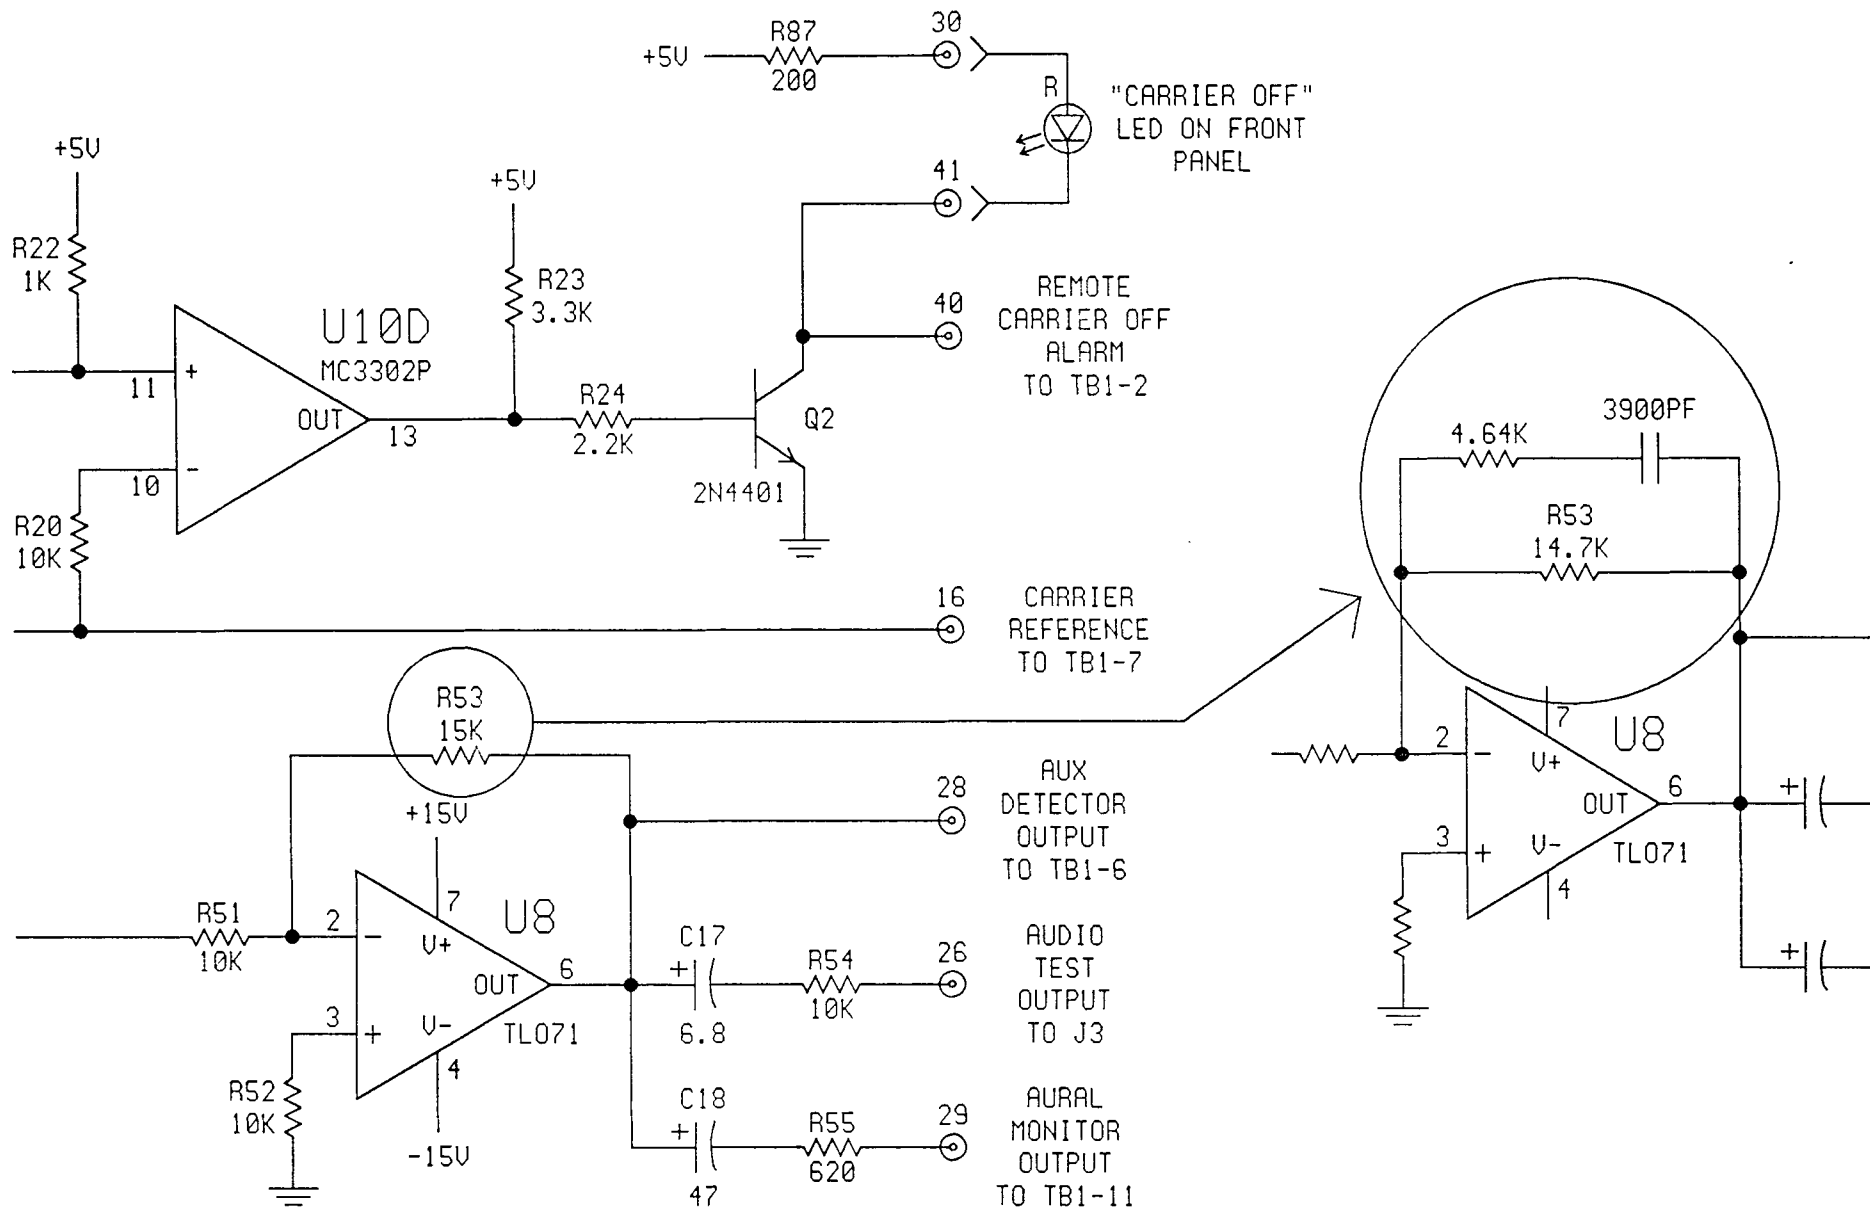 +5V
R87
200
30
R
"CARRIER OFF"
LED ON FRONT
PANEL
41
+5V
R22
1K
+5V
R23
3.3K
U10D
MC3302P
11
+
OUT
13
10
-
R24
2.2K
Q2
2N4401
40
REMOTE
CARRIER OFF
ALARM
TO TB1-2
R20
10K
16
CARRIER
REFERENCE
TO TB1-7
R53
15K
+15V
7
V+
U8
R51
10K
2
-
OUT
6
3
+
V-
TL071
4
-15V
R52
10K
28
AUX
DETECTOR
OUTPUT
TO TB1-6
C17
+
6.8
R54
10K
26
AUDIO
TEST
OUTPUT
TO J3
C18
+
47
R55
620
29
AURAL
MONITOR
OUTPUT
TO TB1-11
3900PF
4.64K
R53
14.7K
7
U8
2
-
V+
OUT
6
+
3
+
V-
TL071
4
+